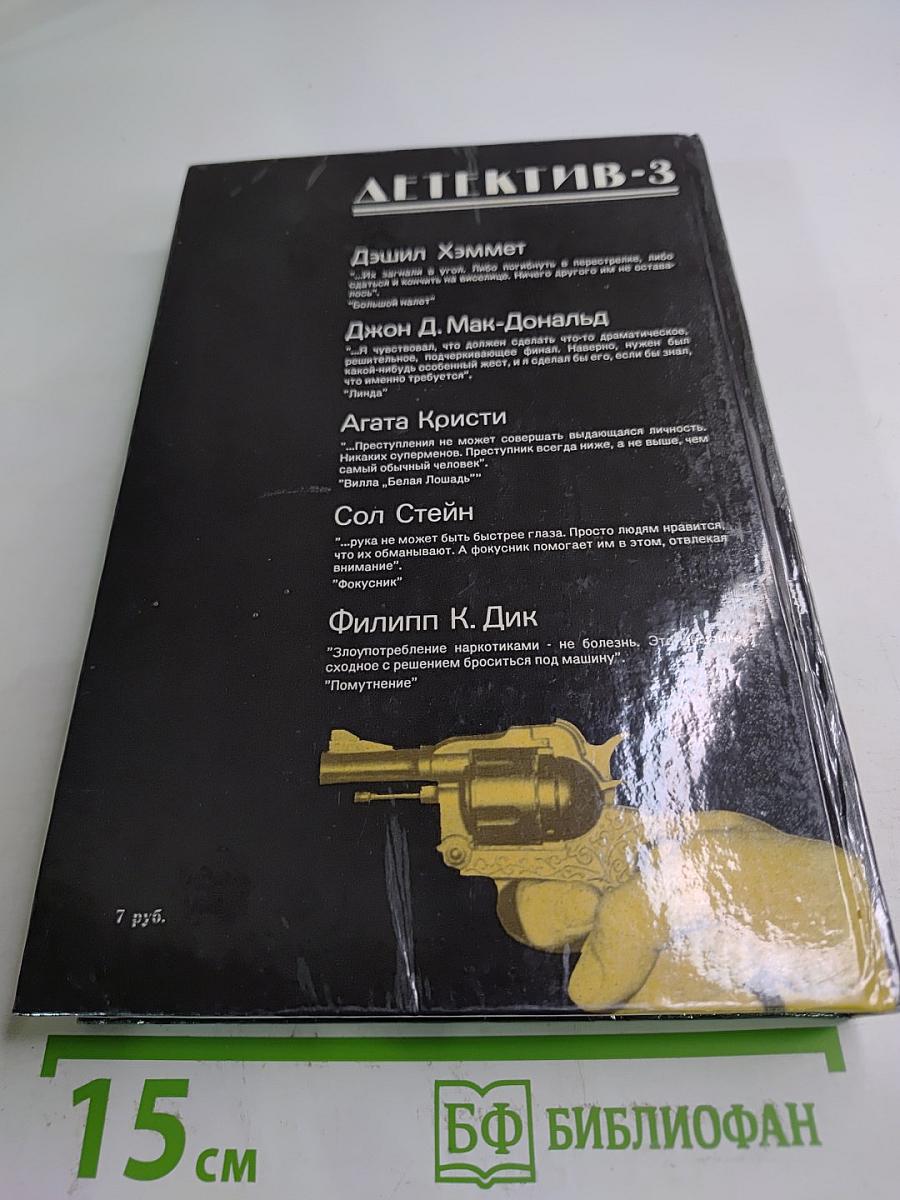 ДЕТЕКТИВ-3
Дэшил Хэммет
"...Их загнали в угол. Либо погибнуть в перестрелке, либо
сдаться и кончить на виселице. Ничего другого им не остава-
лось".
"Большой налет"
Джон Д. Мак-Дональд
"...Я чувствовал, что должен сделать что-то драматическое,
решительное, подчеркивающее финал. Наверно, нужен был
какой-нибудь особенный жест, и я сделал бы его, если бы знал,
что именно требуется".
"Линда"
Агата Кристи
"...Преступления не может совершать выдающаяся личность.
Никаких суперменов. Преступник всегда ниже, а не выше, чем
самый обычный человек".
"Вилла „Белая Лошадь""
Сол Стейн
"...рука не может быть быстрее глаза. Просто людям нравится,
что их обманывают. А фокусник помогает им в этом, отвлекая
внимание".
"Фокусник"
Филипп К. Дик
"Злоупотребление наркотиками - не болезнь. Это
сходное с решением броситься под машину".
"Помутнение"
7 руб.
15 см
БФ БИБЛИОФАН